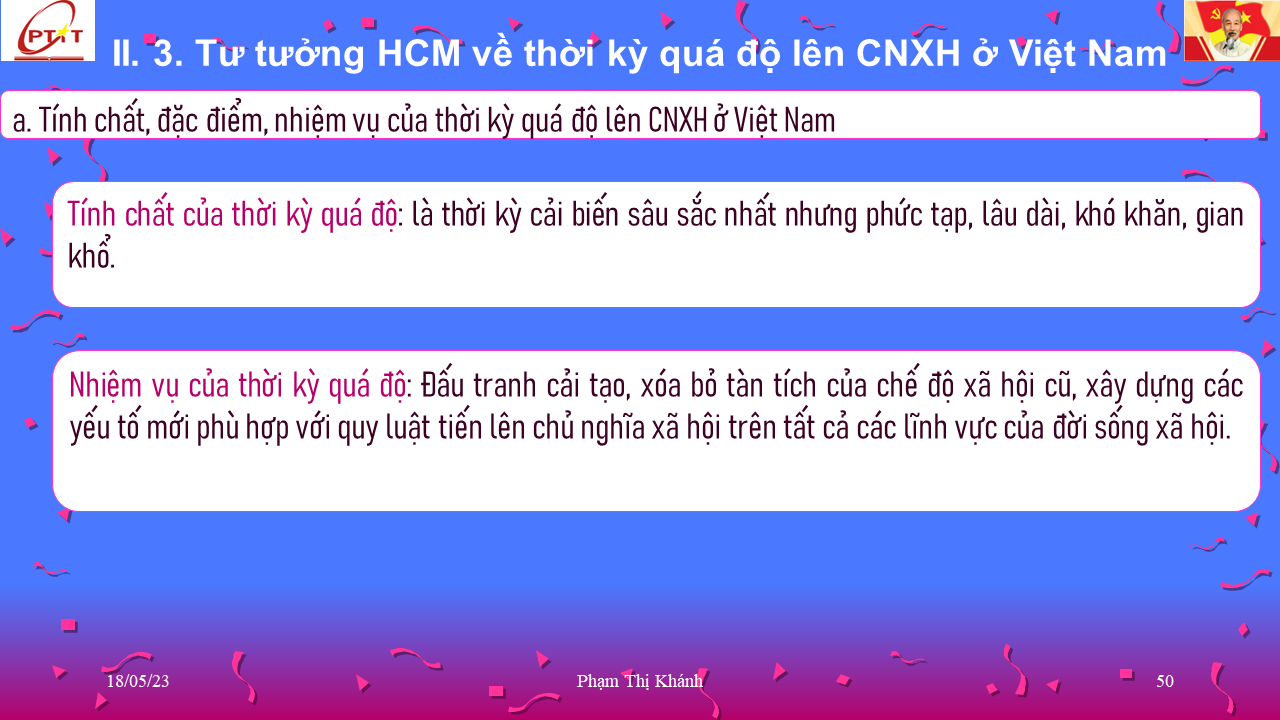 PTiT
II. 3. Tư tưởng HCM về thời kỳ quá độ lên CNXH ở Việt Nam
a. Tính chất, đặc điểm, nhiệm vụ của thời kỳ quá độ lên CNXH ở Việt Nam
Tính chất của thời kỳ quá độ: là thời kỳ cải biến sâu sắc nhất nhưng phức tạp, lâu dài, khó khăn, gian
khổ.
Nhiệm vụ của thời kỳ quá độ: Đấu tranh cải tạo, xóa bỏ tàn tích của chế độ xã hội cũ, xây dựng các
yếu tố mới phù hợp với quy luật tiến lên chủ nghĩa xã hội trên tất cả các lĩnh vực của đời sống xã hội.
18/05/23
Phạm Thị Khánh
50